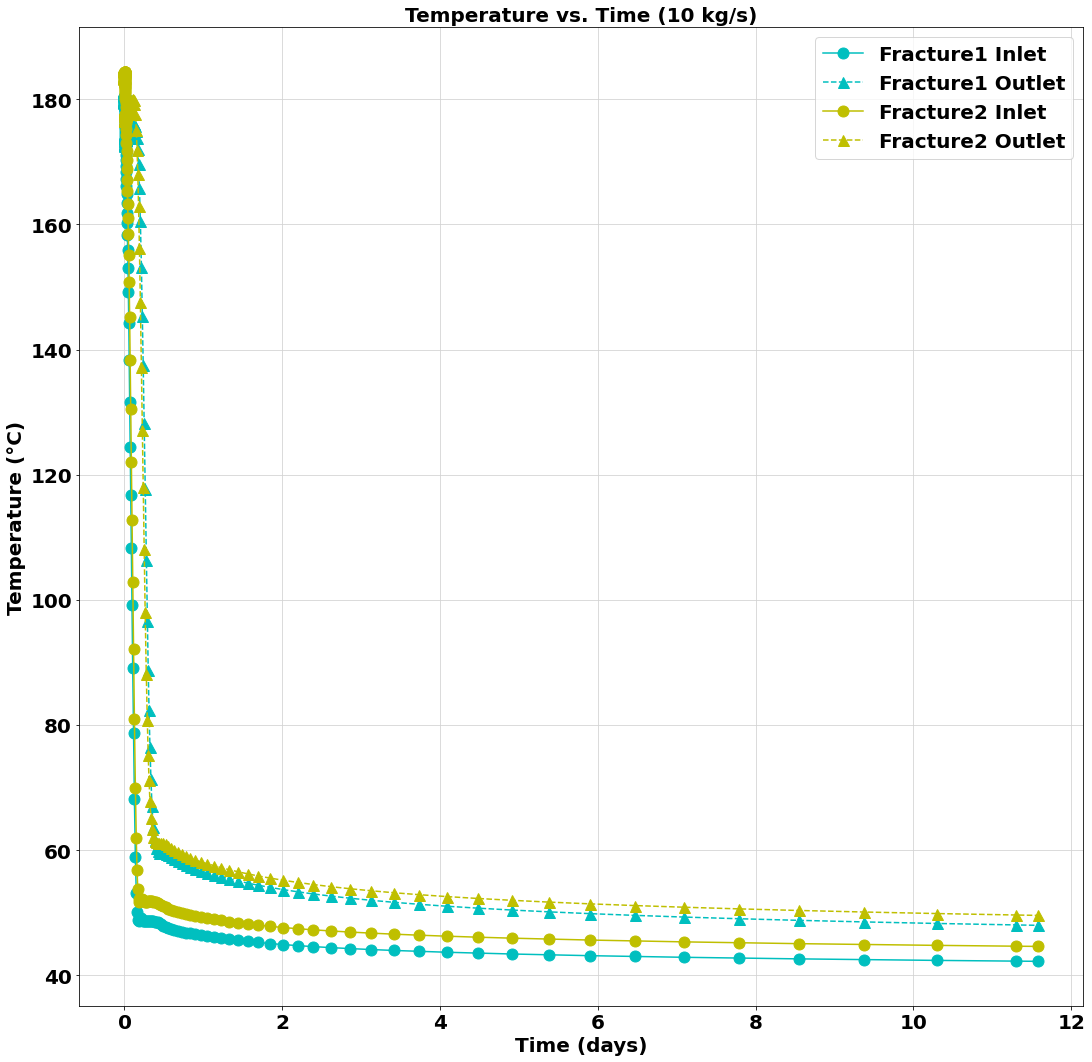 Temperature vs. Time (10 kg/s)
Fracture1 Inlet
Fracture1 Outlet
Fracture2 Inlet
Fracture2 Outlet
Temperature (°C)
180
160
140
120
100
80
60
40
0 2 4 6 8 10 12
Time (days)